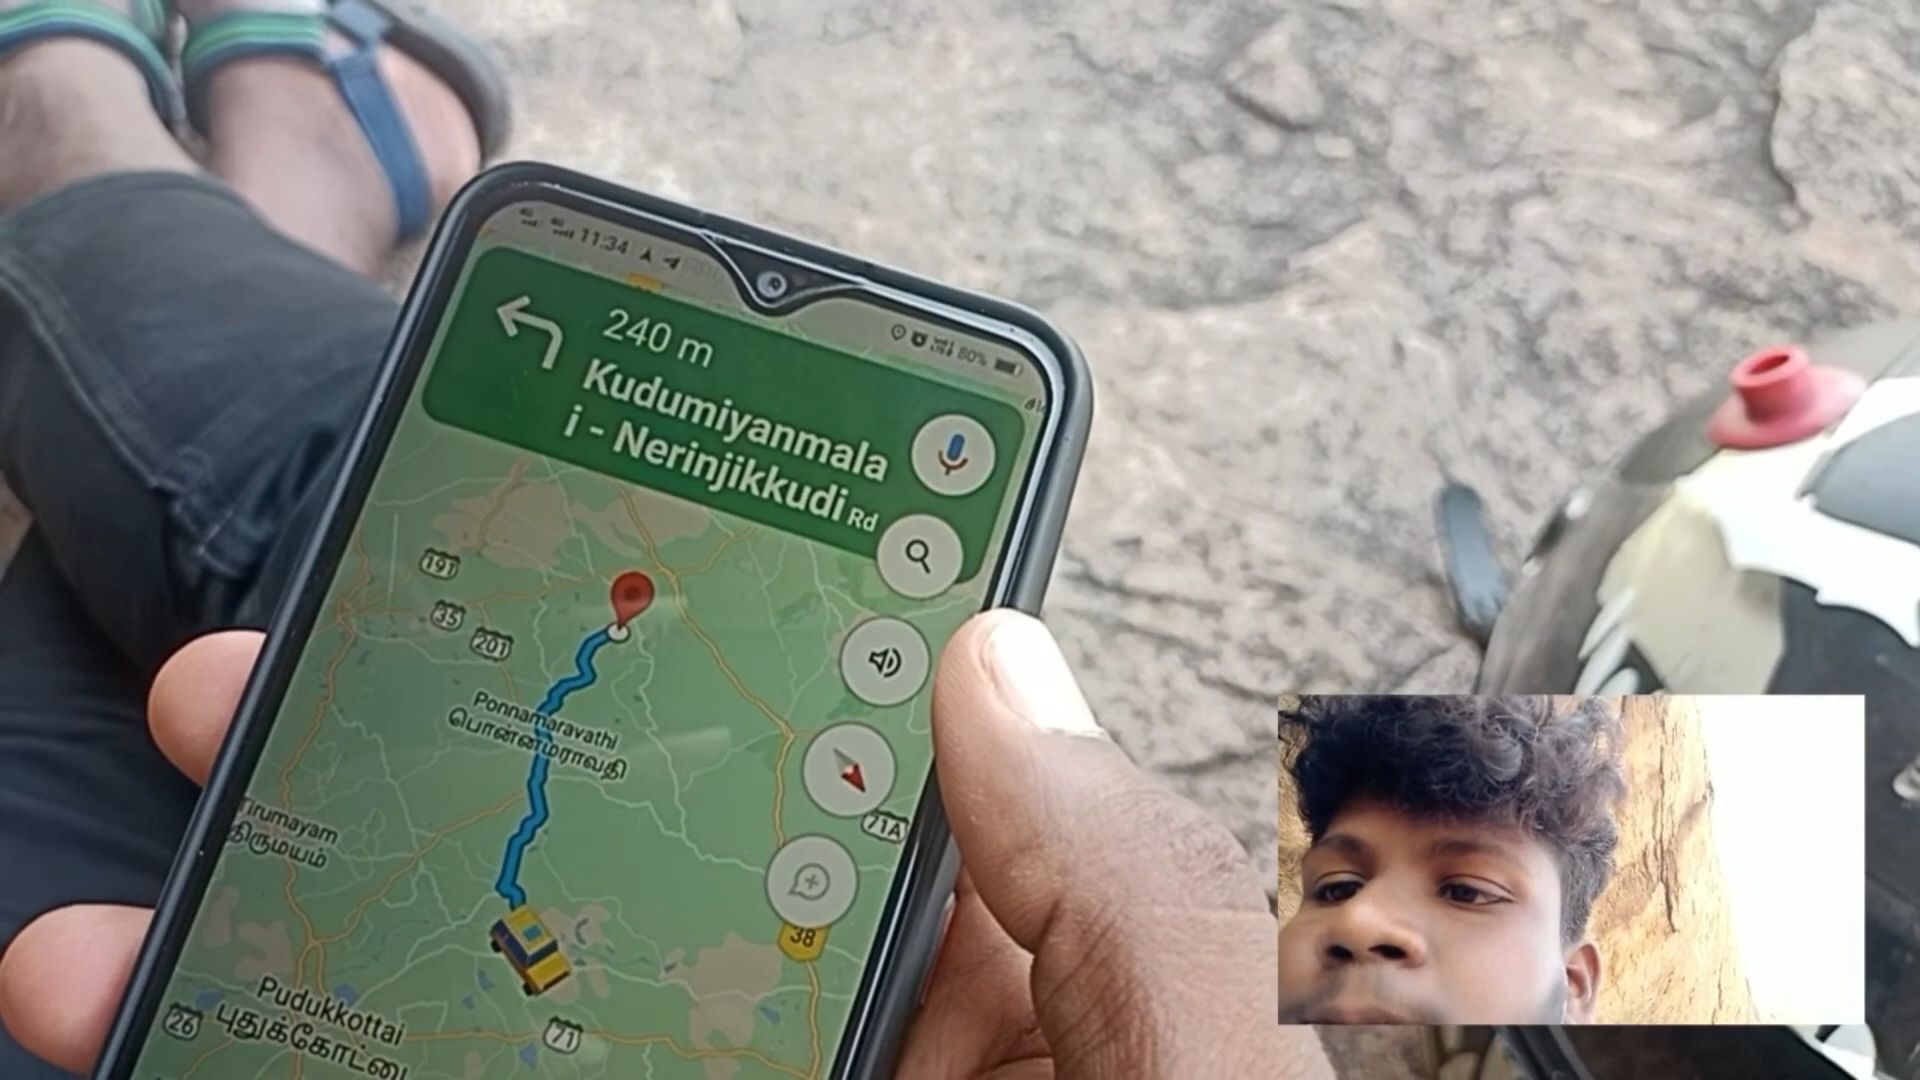 11:34
80%
240 m
Kudumiyanmala
i - Nerinjikkudi Rd
191
35
201
Ponnamaravathi
பொன்னமராவதி
Tirumayam
திருமயம்
71A
38
Pudukkottai
புதுக்கோட்டை
26
71